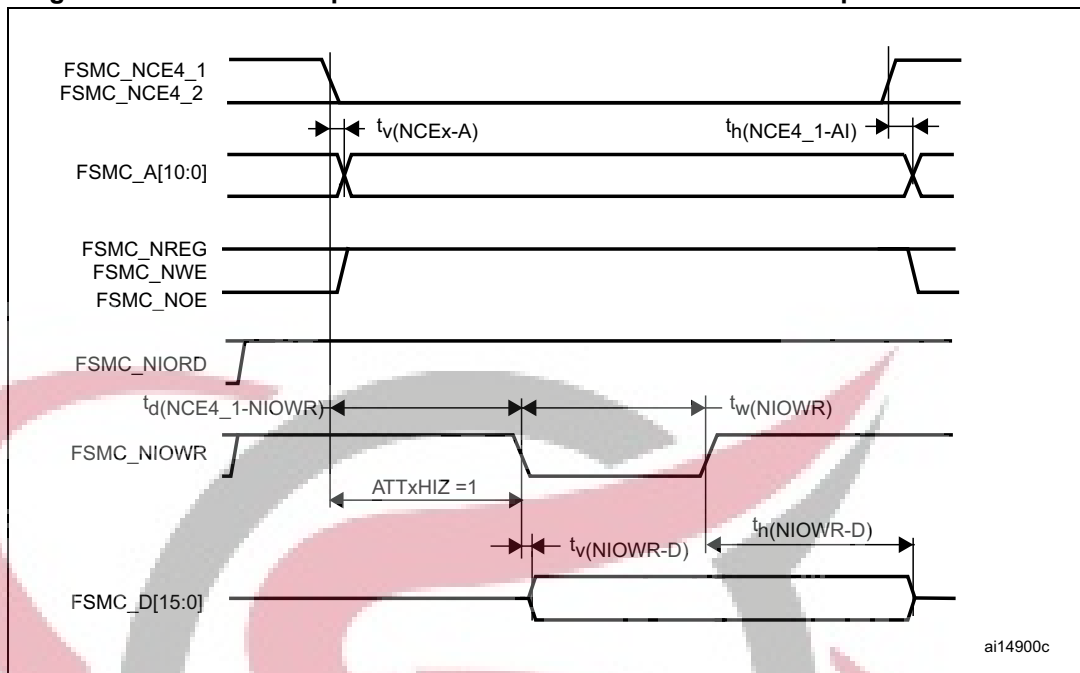 FSMC_NCE4_1
FSMC_NCE4_2
tv(NCEx-A)
th(NCE4_1-AI)
FSMC_A[10:0]
FSMC_NREG
FSMC_NWE
FSMC_NOE
FSMC_NIORD
td(NCE4_1-NIOWR)
tw(NIOWR)
FSMC_NIOWR
ATTxHIZ =1
th(NIOWR-D)
tv(NIOWR-D)
FSMC_D[15:0]
ai14900c